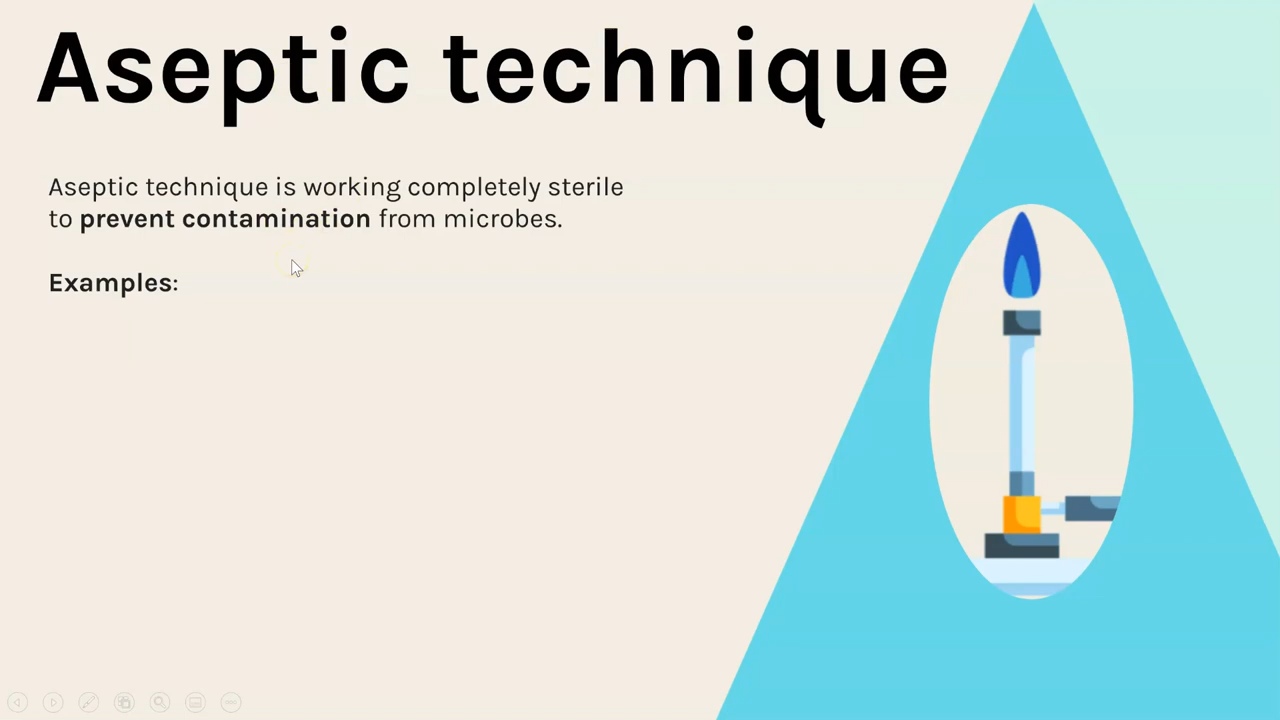 Aseptic technique
Aseptic technique is working completely sterile
to prevent contamination from microbes.
Examples: